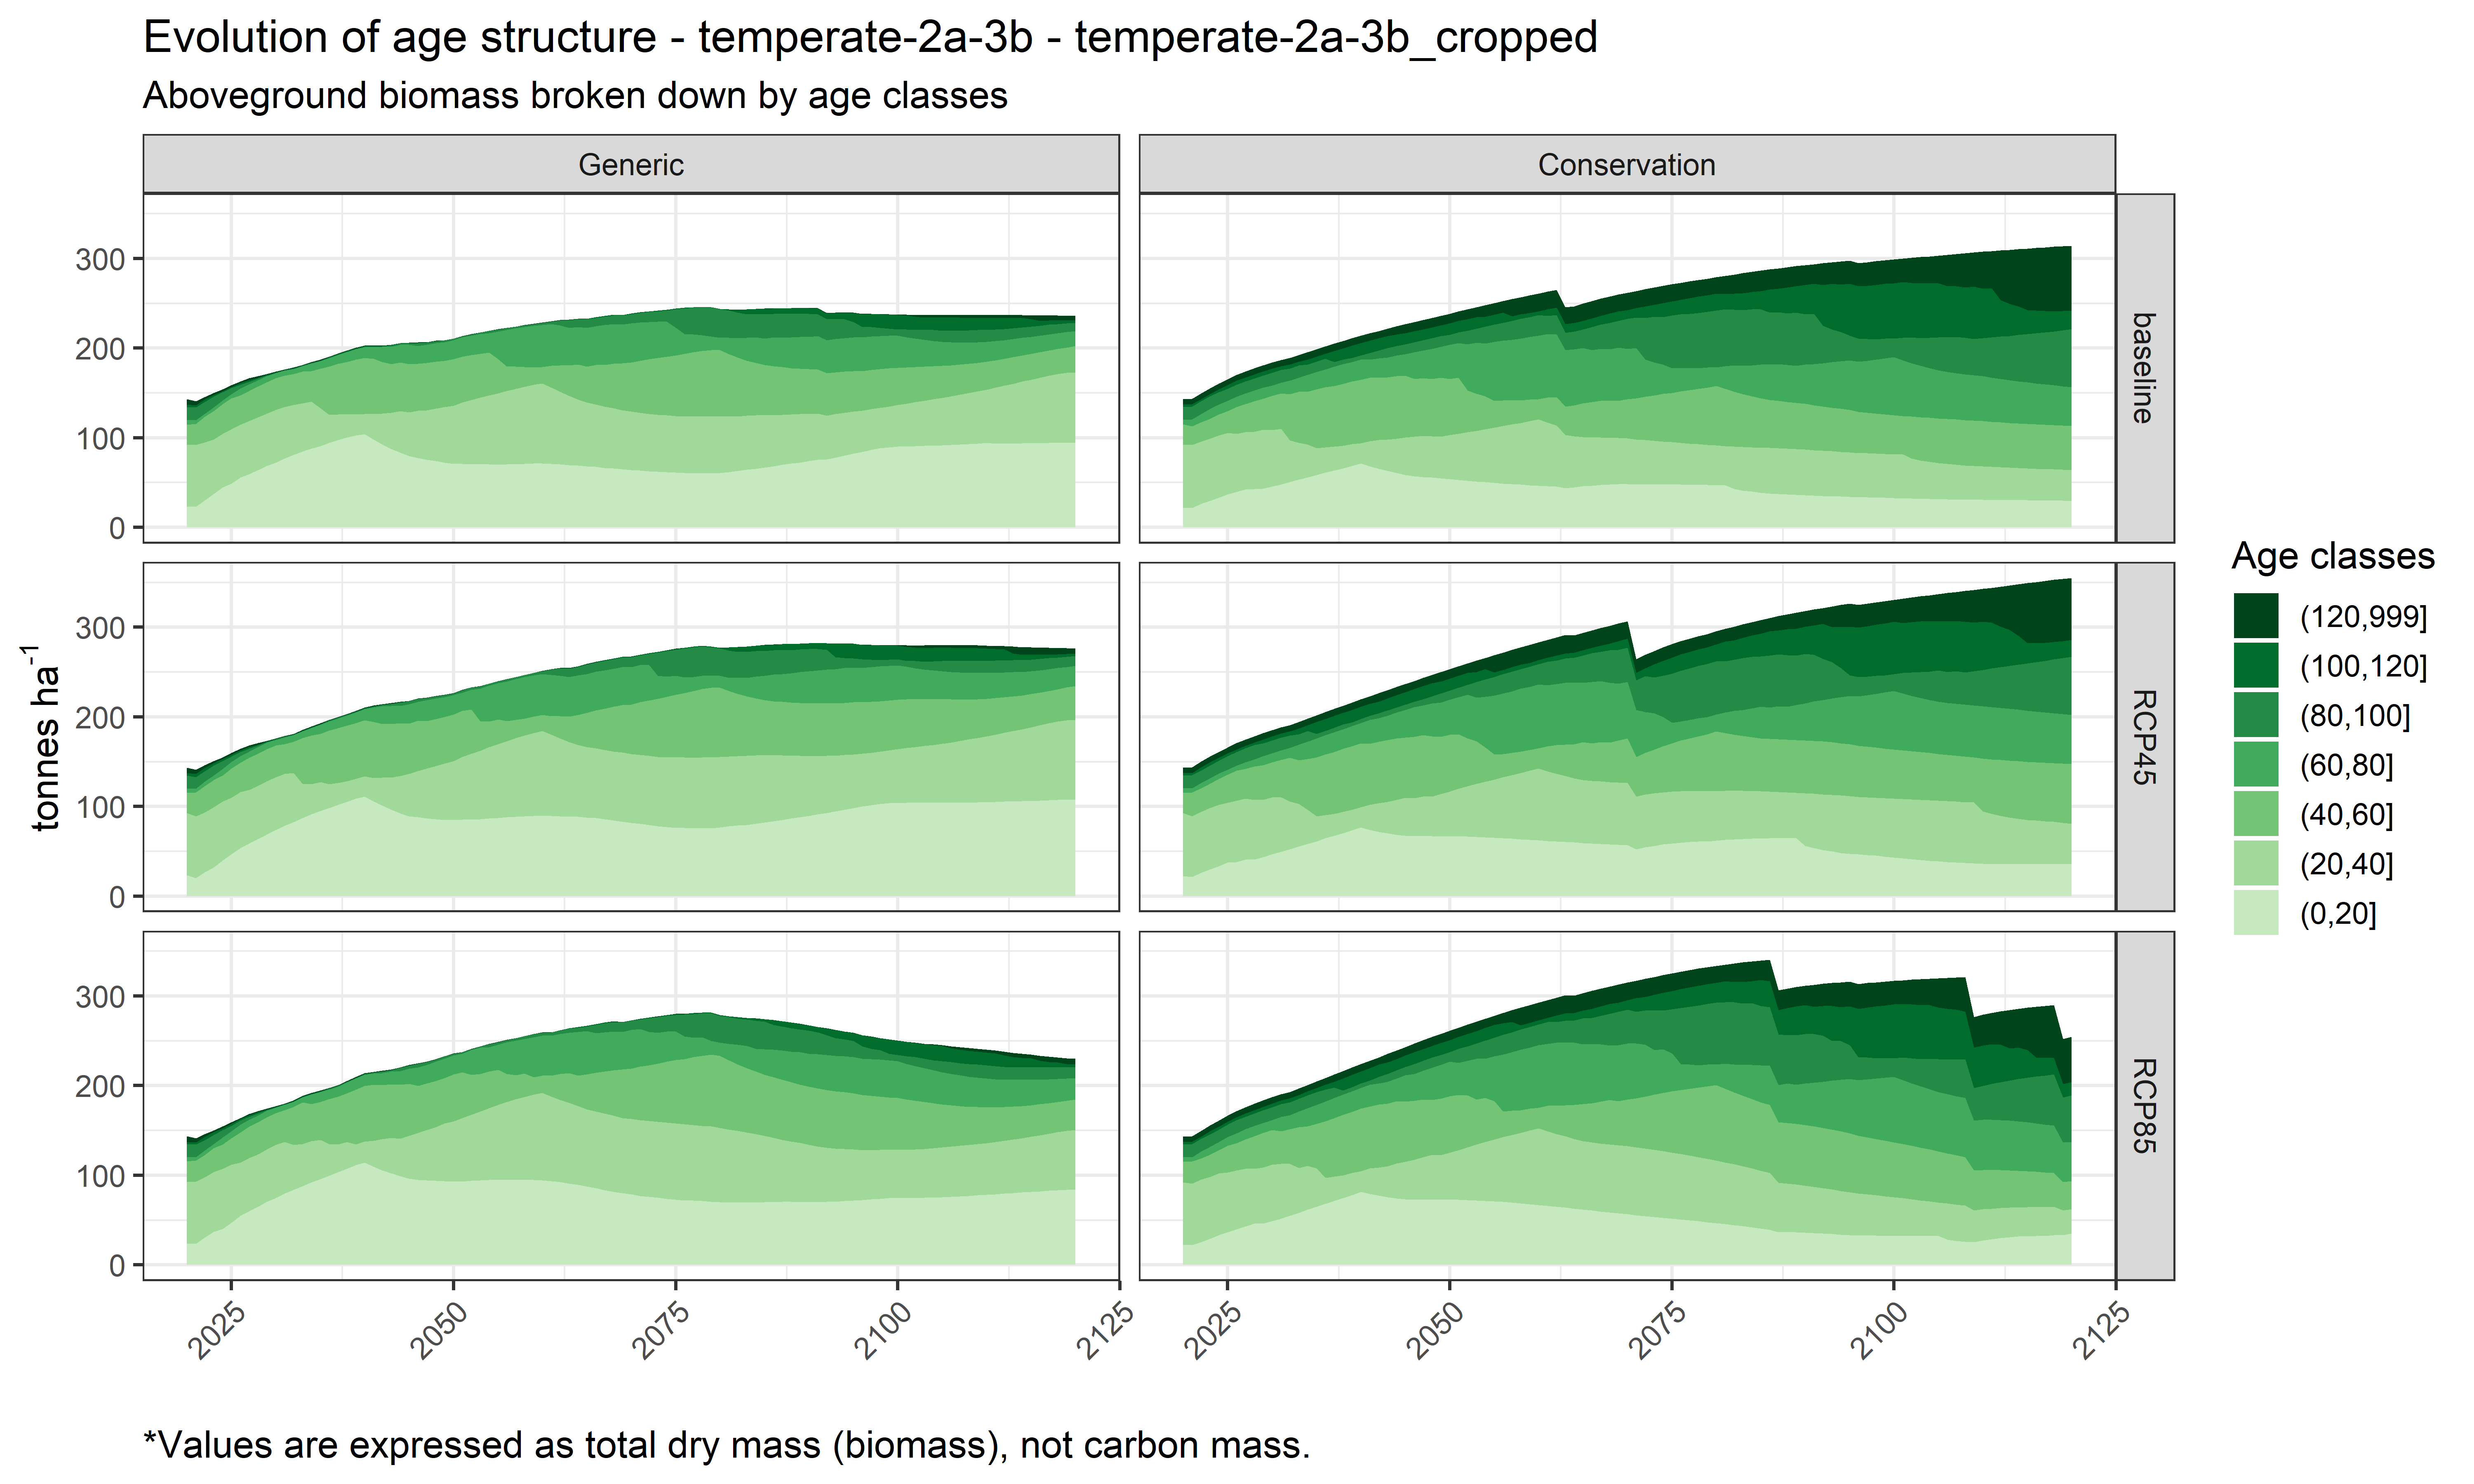 Evolution of age structure - temperate-2a-3b - temperate-2a-3b_cropped
Aboveground biomass broken down by age classes
Generic
Conservation
300
200
100
0
baseline
300
200
100
0
RCP45
300
200
100
0
RCP85
tonnes ha⁻¹
2025
2050
2075
2100
2125
2025
2050
2075
2100
2125
Age classes
(120,999]
(100,120]
(80,100]
(60,80]
(40,60]
(20,40]
(0,20]
*Values are expressed as total dry mass (biomass), not carbon mass.